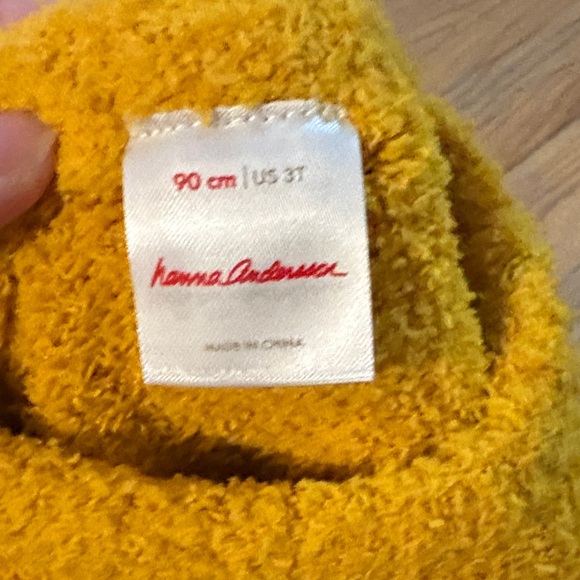 90 cm | US 3T
hanna Andersson
MADE IN CHINA